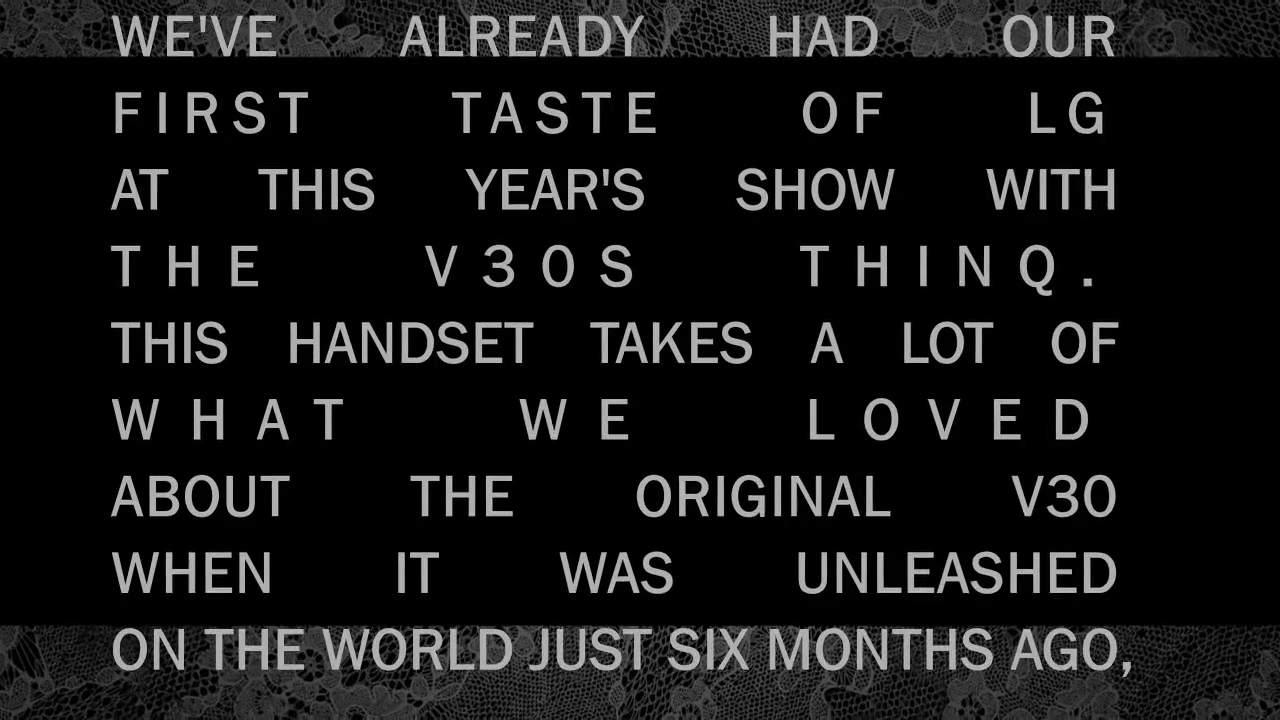 WE'VE ALREADY HAD OUR
FIRST TASTE OF LG
AT THIS YEAR'S SHOW WITH
THE V30S THINQ.
THIS HANDSET TAKES A LOT OF
WHAT WE LOVED
ABOUT THE ORIGINAL V30
WHEN IT WAS UNLEASHED
ON THE WORLD JUST SIX MONTHS AGO,